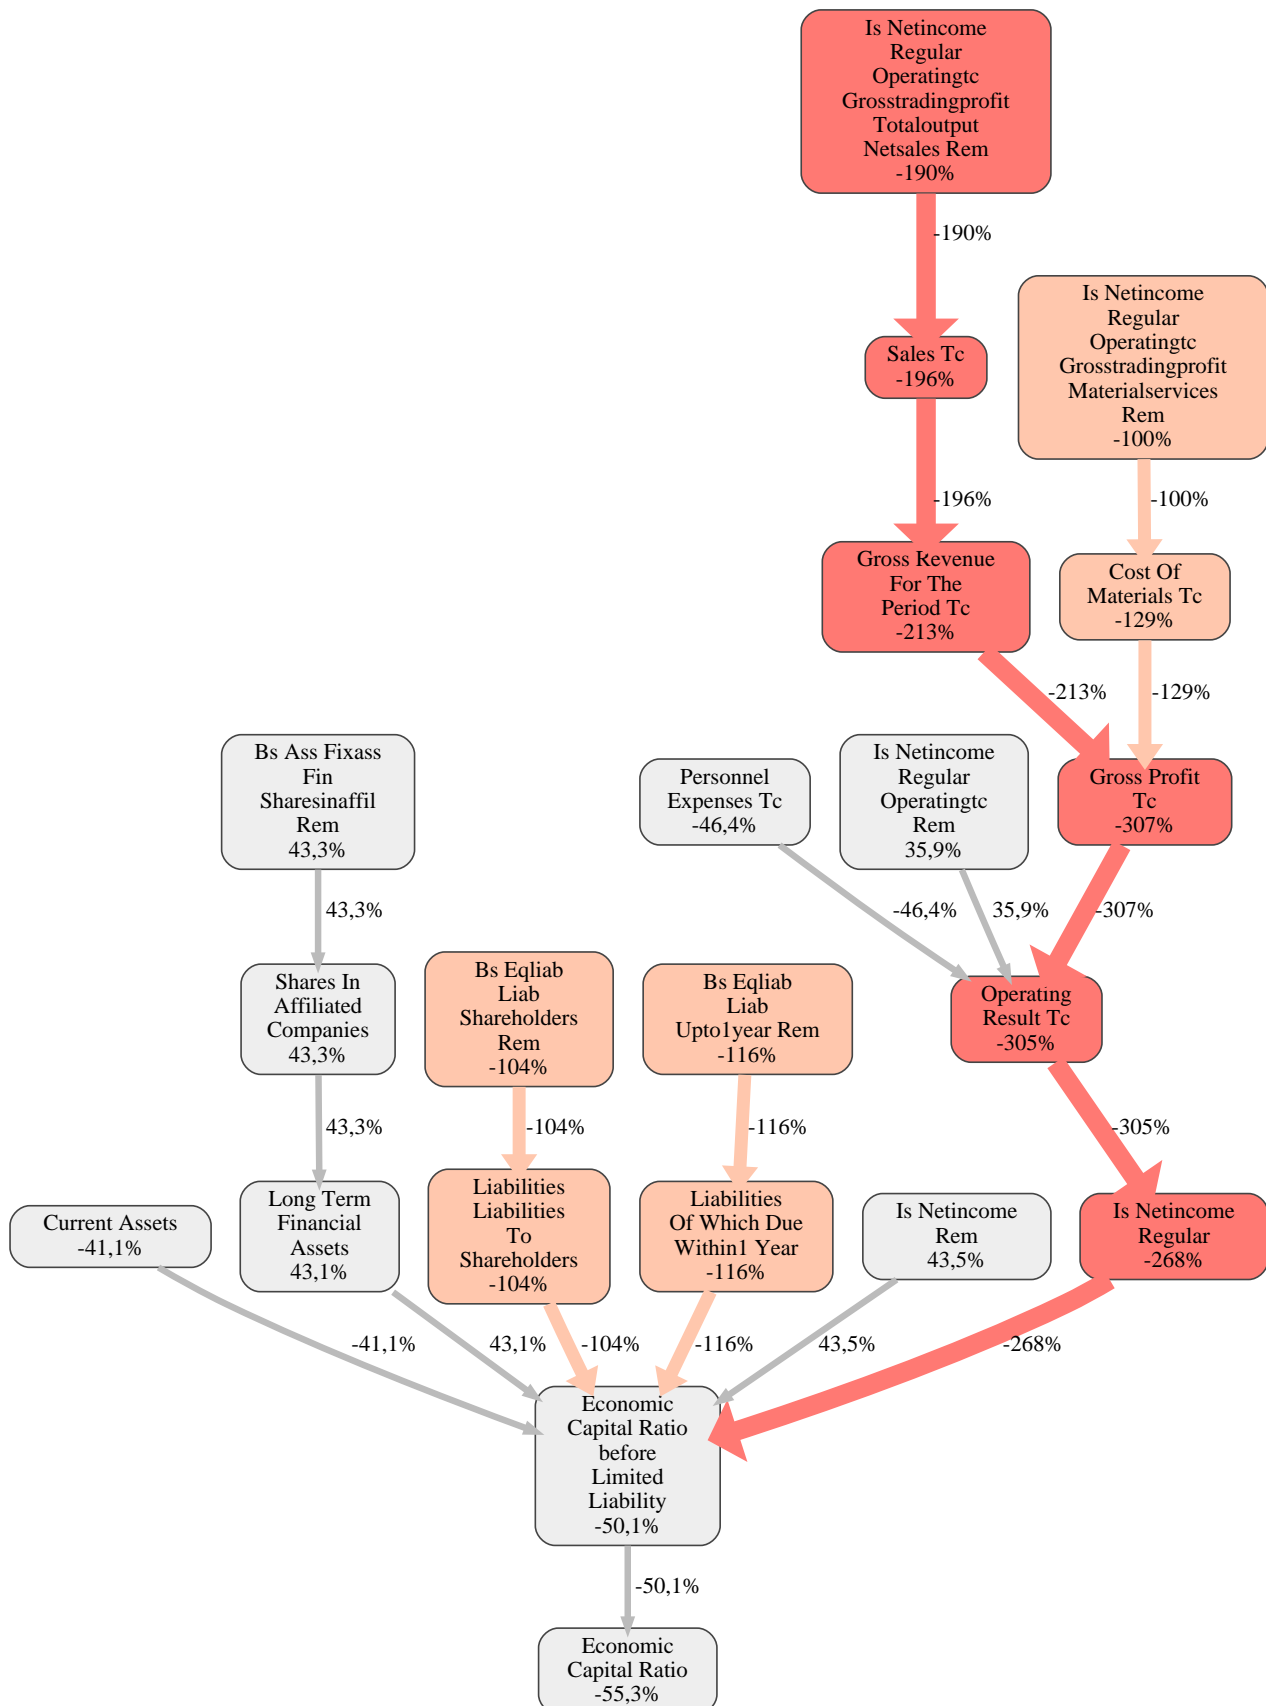 Is Netincome
Regular
Operatingtc
Grosstradingprofit
Totaloutput
Netsales Rem
-190%
-190%
Is Netincome
Regular
Operatingtc
Grosstradingprofit
Materialservices
Rem
-100%
Sales Tc
-196%
-196%
-100%
Gross Revenue
For The
Period Tc
-213%
Cost Of
Materials Tc
-129%
-213%
-129%
Bs Ass Fixass
Fin
Sharesinaffil
Rem
43,3%
Personnel
Expenses Tc
-46,4%
Is Netincome
Regular
Operatingtc
Rem
35,9%
Gross Profit
Tc
-307%
43,3%
-46,4%
35,9%
-307%
Shares In
Affiliated
Companies
43,3%
Bs Eqliab
Liab
Shareholders
Rem
-104%
Bs Eqliab
Liab
Upto1year Rem
-116%
Operating
Result Tc
-305%
43,3%
-104%
-116%
-305%
Current Assets
-41,1%
Long Term
Financial
Assets
43,1%
Liabilities
Liabilities
To
Shareholders
-104%
Liabilities
Of Which Due
Within1 Year
-116%
Is Netincome
Rem
43,5%
Is Netincome
Regular
-268%
-41,1%
43,1%
-104%
-116%
43,5%
-268%
Economic
Capital Ratio
before
Limited
Liability
-50,1%
-50,1%
Economic
Capital Ratio
-55,3%